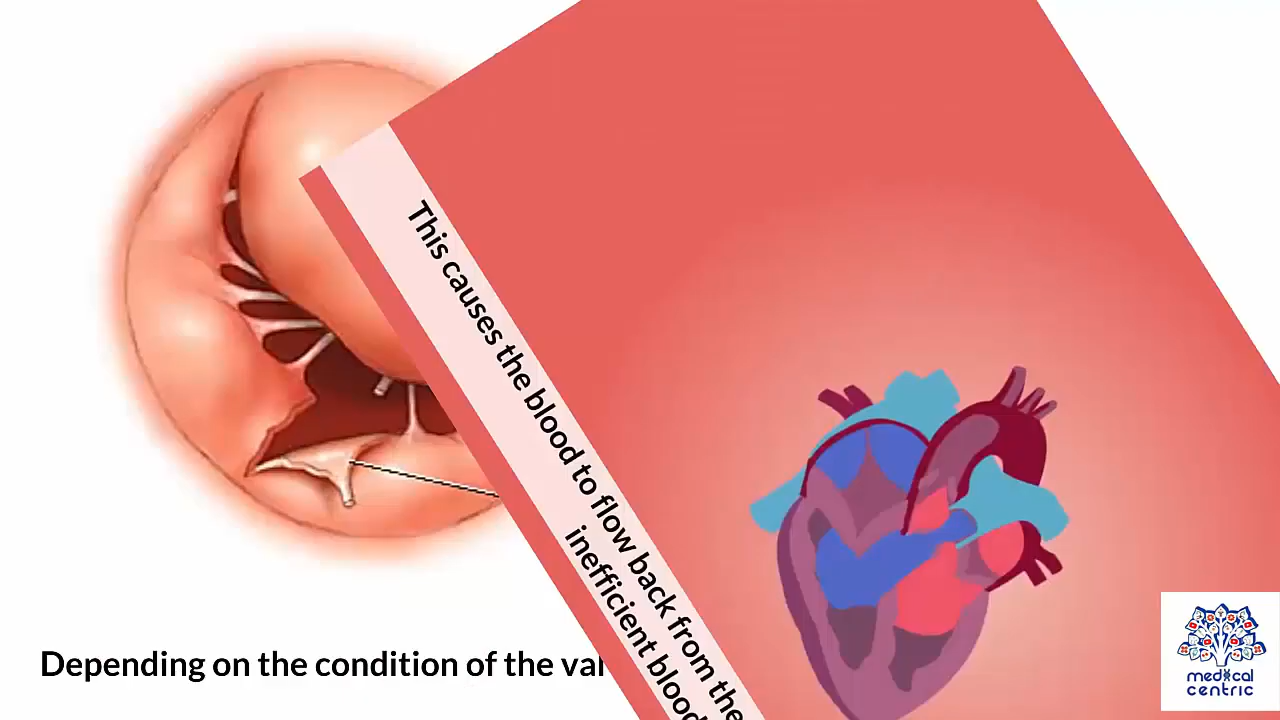 This causes the blood to flow back from the
inefficient blood
Depending on the condition of the val
medical
centric